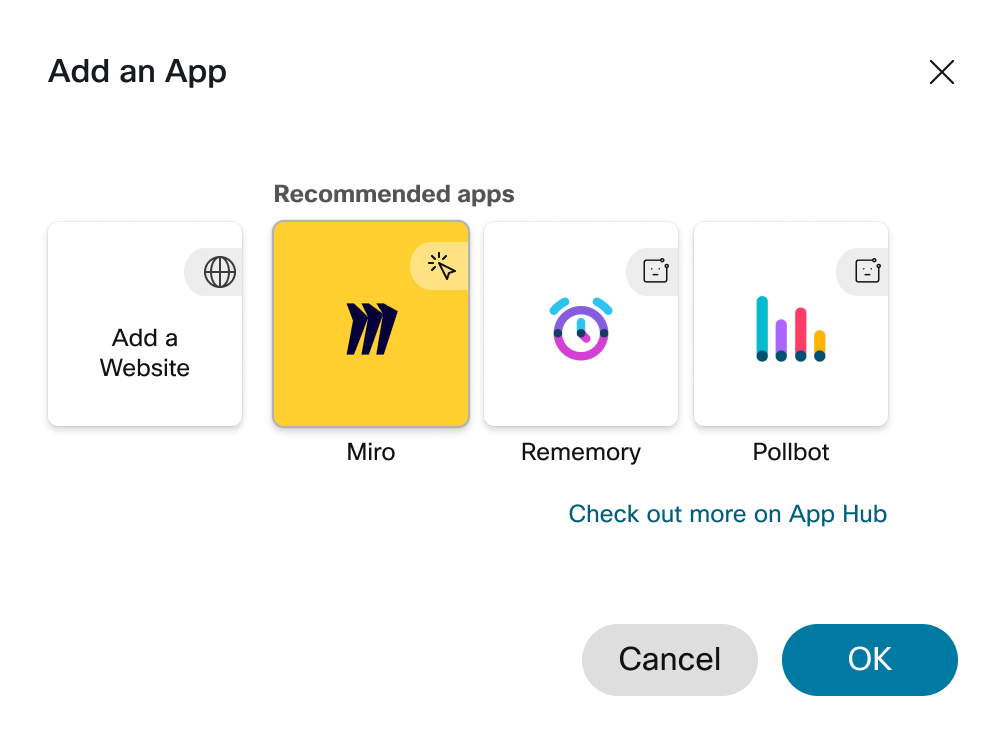 Add an App
Recommended apps
Add a
Website
Miro
Rememory
Pollbot
Check out more on App Hub
Cancel
OK